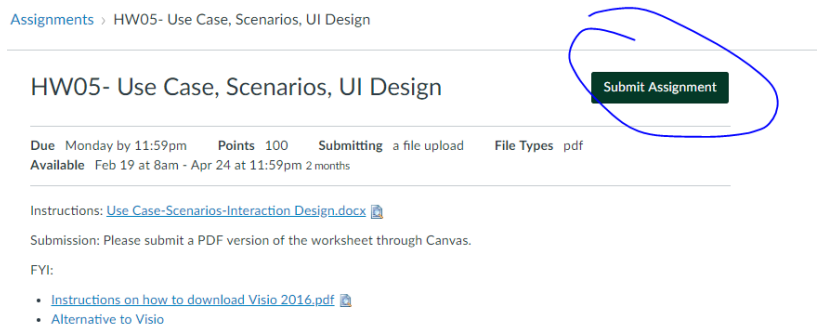 Assignments › HW05- Use Case, Scenarios, UI Design
HW05- Use Case, Scenarios, UI Design
Submit Assignment
Due Monday by 11:59pm Points 100 Submitting a file upload File Types pdf
Available Feb 19 at 8am - Apr 24 at 11:59pm 2 months
Instructions: Use Case-Scenarios-Interaction Design.docx
Submission: Please submit a PDF version of the worksheet through Canvas.
FYI:
• Instructions on how to download Visio 2016.pdf
• Alternative to Visio